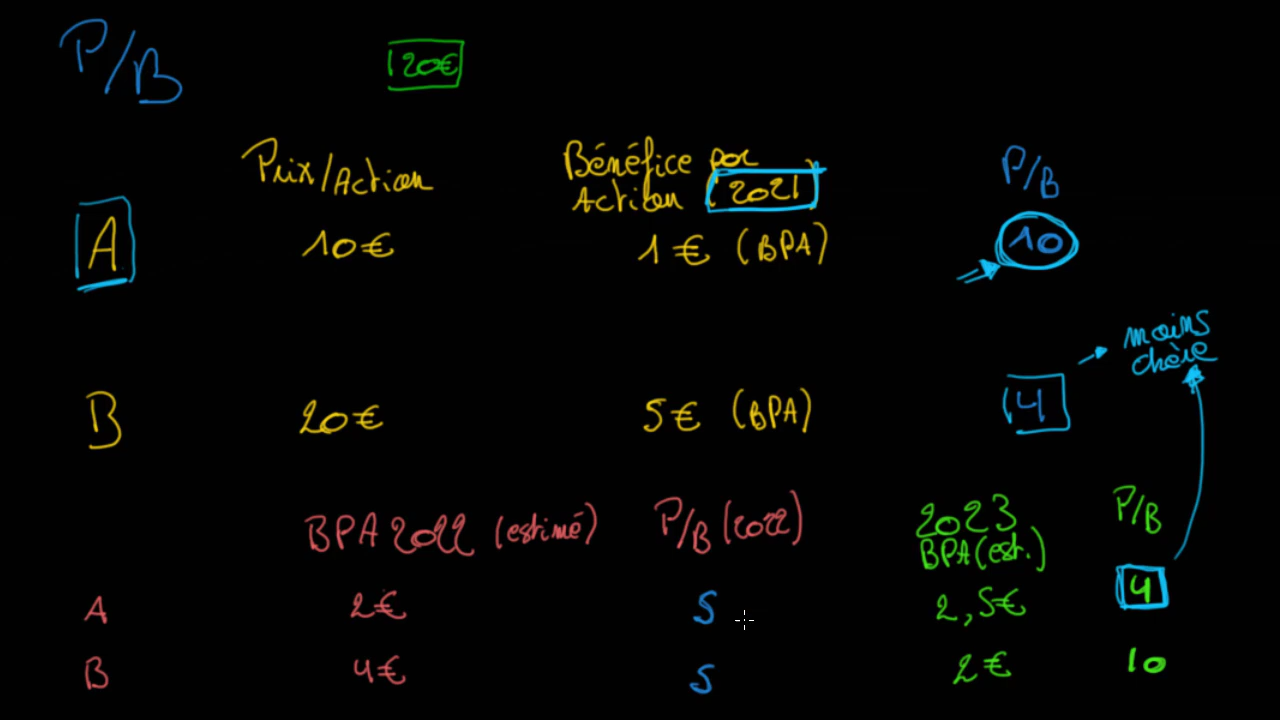 P/B
120€
Prix/Action Bénéfice par Action (2021) P/B
A 10€ 1€ (BPA) 10
moins chère
B 20€ 5€ (BPA) 4
BPA 2022 (estimé) P/B (2022) 2023 BPA (est.) P/B
A 2€ 5 2,5€ 4
B 4€ 5 2€ 10